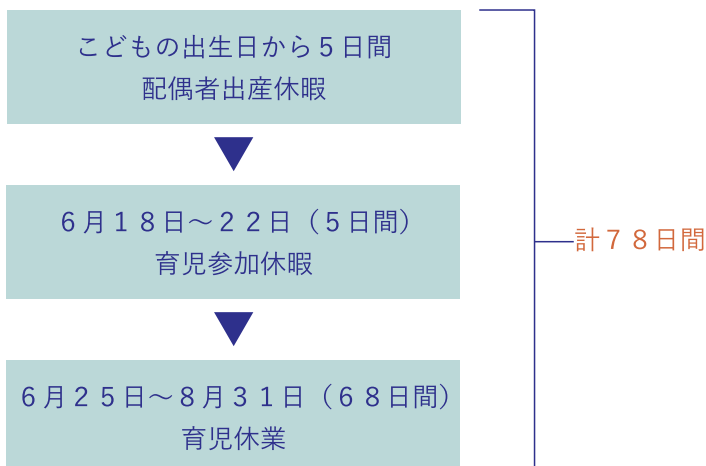 こどもの出生日から５日間
配偶者出産休暇
６月１８日～２２日（５日間）
育児参加休暇
計７８日間
６月２５日～８月３１日（６８日間）
育児休業